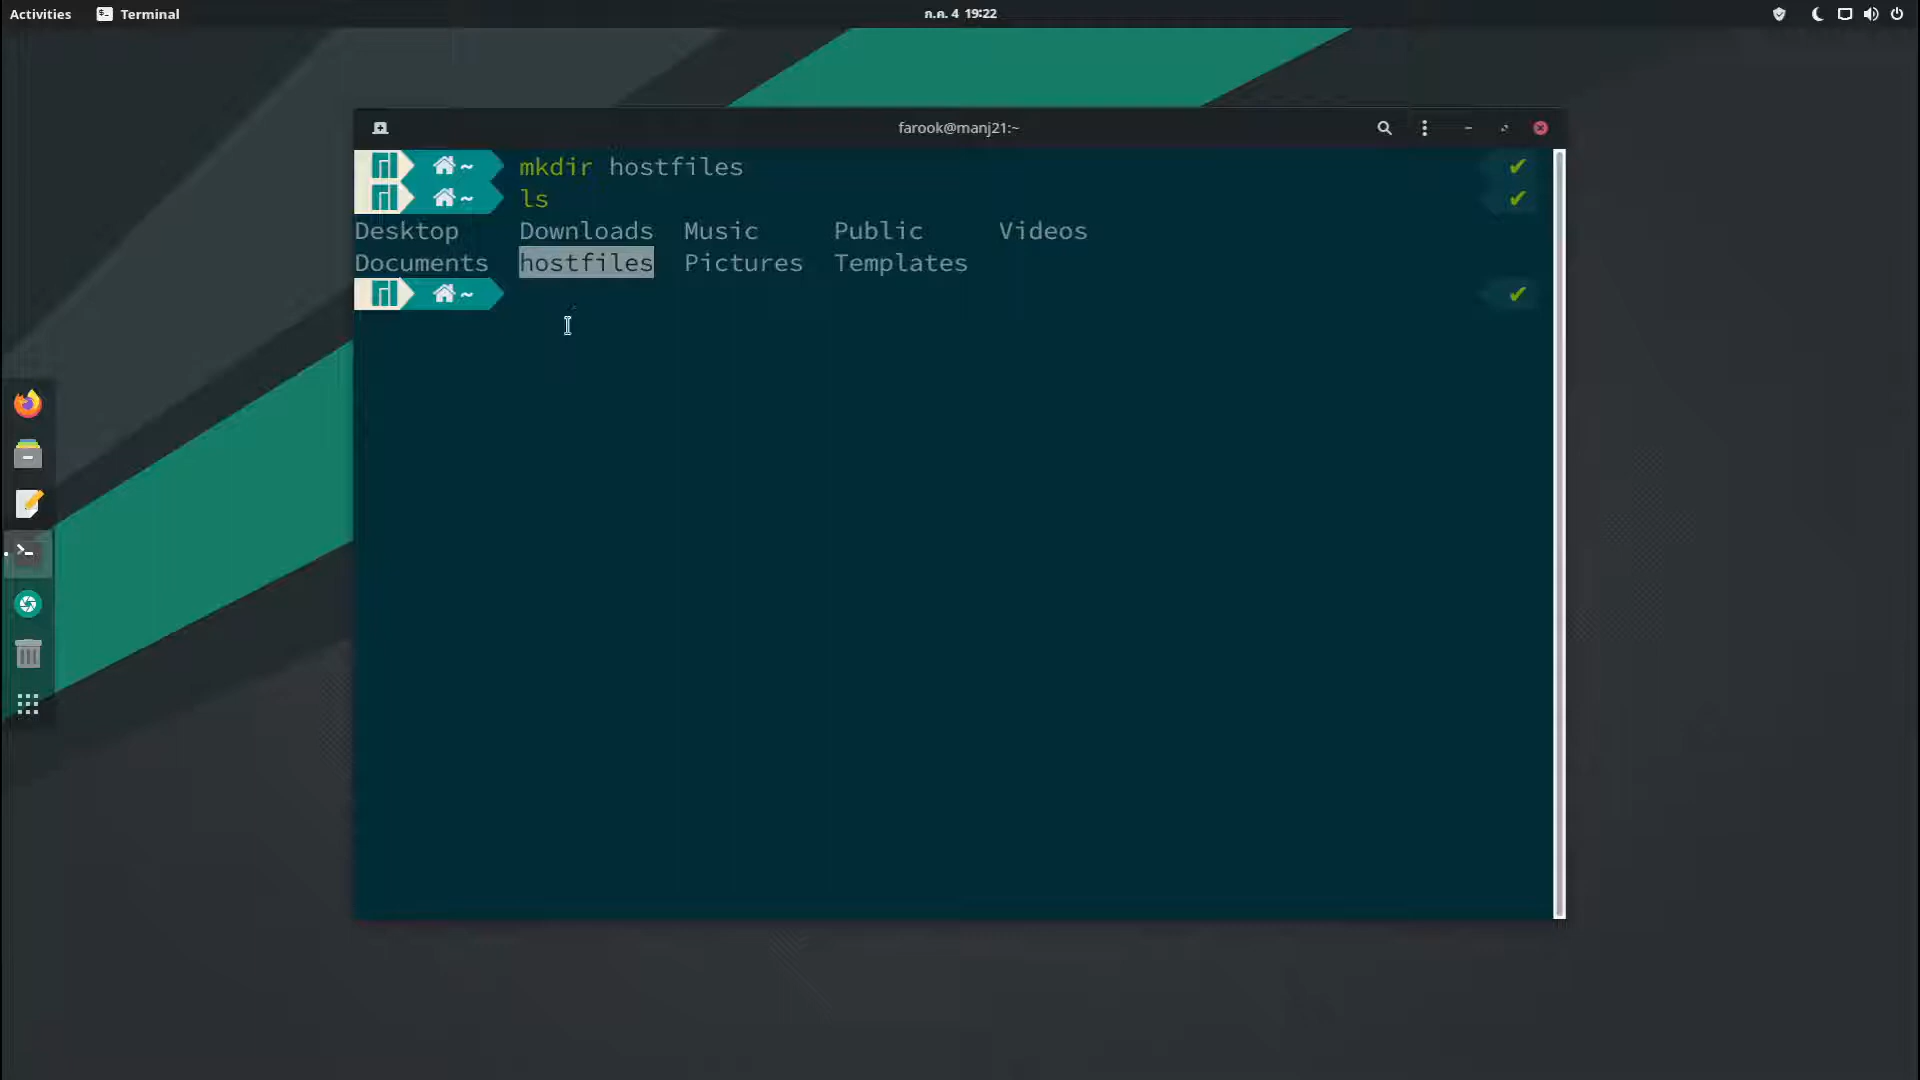 Activities Terminal ก.ค. 4 19:22
farook@manj21:~
~ mkdir hostfiles ✔
~ ls ✔
Desktop Downloads Music Public Videos
Documents hostfiles Pictures Templates
~ ✔